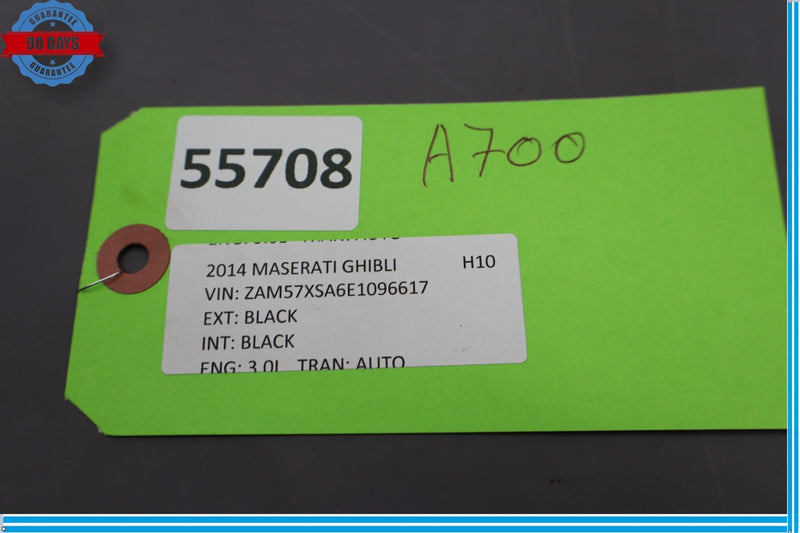 GUARANTEE
90 DAYS
GUARANTEE
55708
A700
2014 MASERATI GHIBLI H10
VIN: ZAM57XSA6E1096617
EXT: BLACK
INT: BLACK
ENG: 3.0L TRAN: AUTO